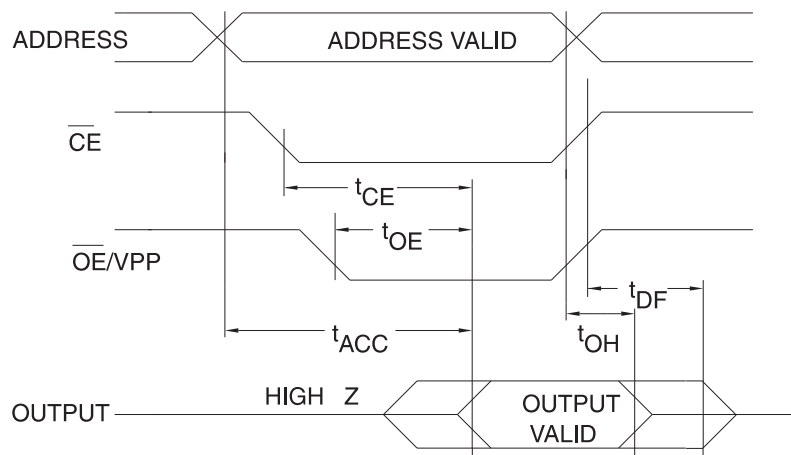 ADDRESS
ADDRESS VALID
CE
tCE
tOE
OE/VPP
tDF
tACC
tOH
HIGH Z
OUTPUT
OUTPUT
VALID